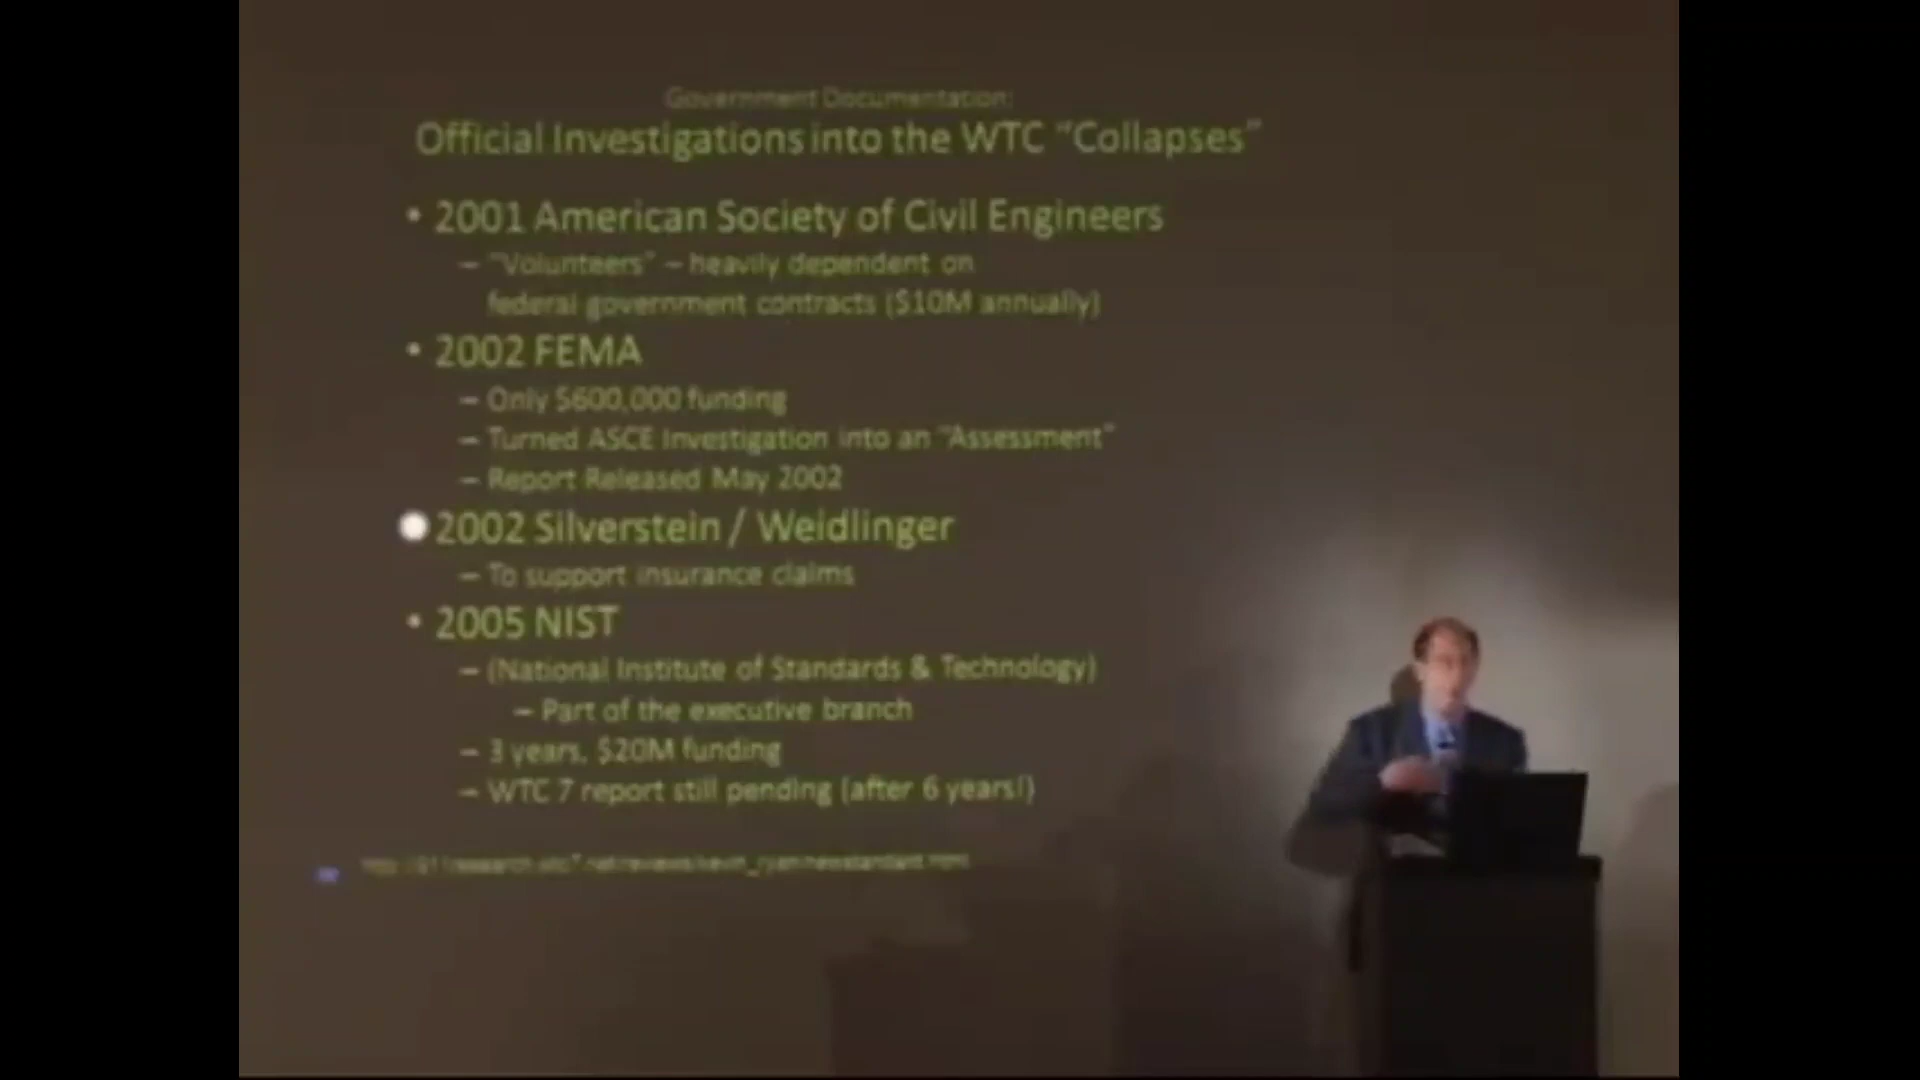 Government Documentation:
Official Investigations into the WTC "Collapses"
• 2001 American Society of Civil Engineers
– "Volunteers" – heavily dependent on
federal government contracts ($10M annually)
• 2002 FEMA
– Only $600,000 funding
– Turned ASCE Investigation into an "Assessment"
– Report Released May 2002
2002 Silverstein / Weidlinger
– To support insurance claims
• 2005 NIST
– (National Institute of Standards & Technology)
– Part of the executive branch
– 3 years, $20M funding
– WTC 7 report still pending (after 6 years!)